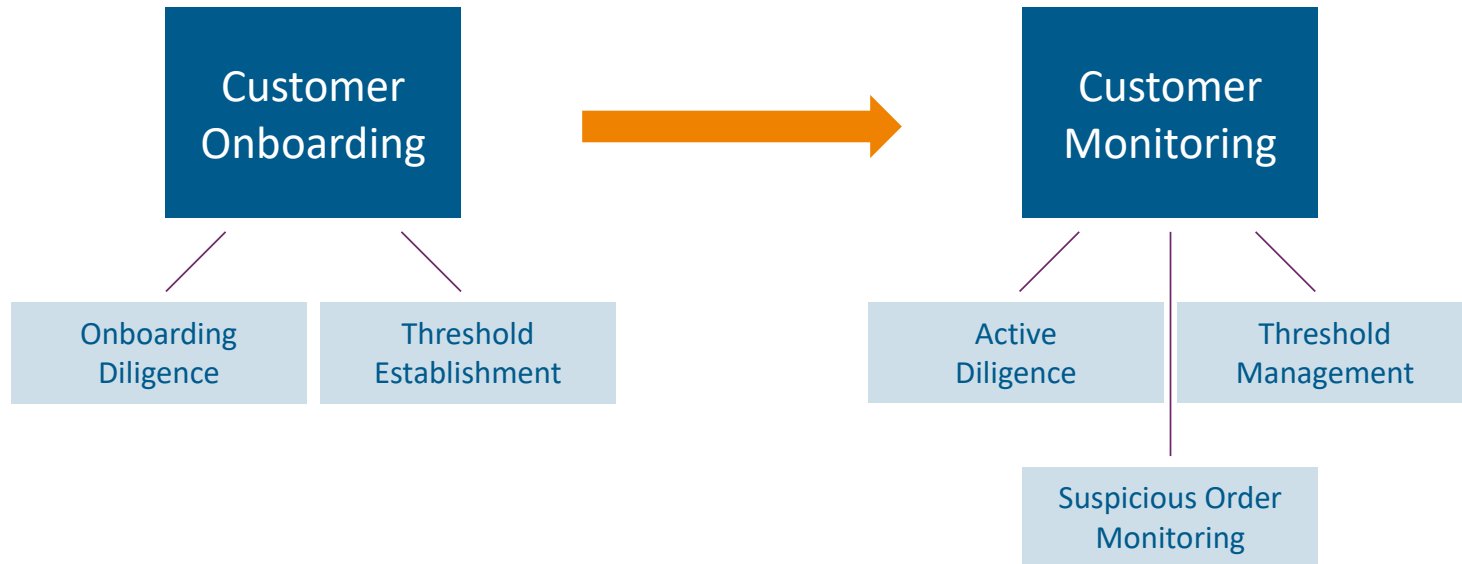 Customer
Onboarding
Customer
Monitoring
Onboarding
Diligence
Threshold
Establishment
Active
Diligence
Threshold
Management
Suspicious Order
Monitoring